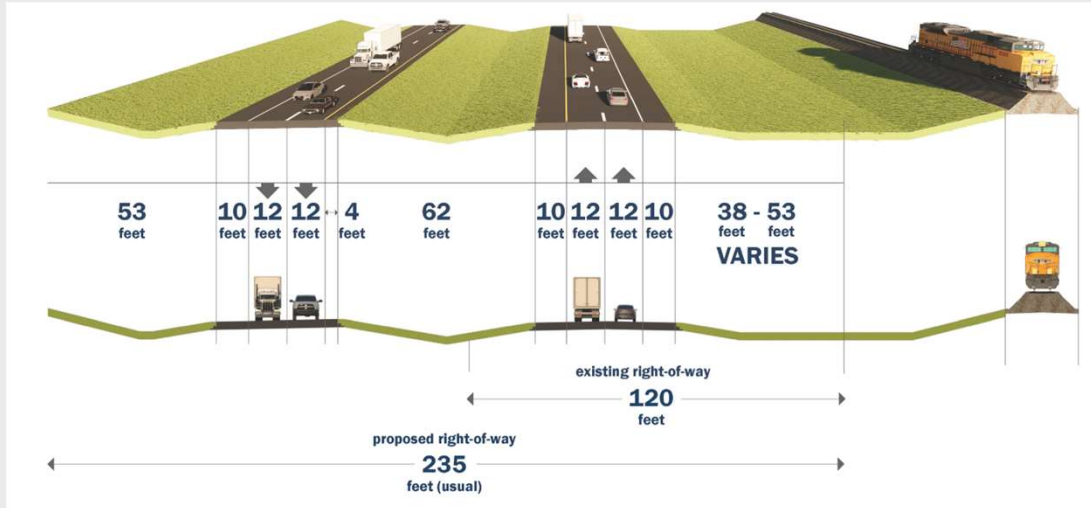 53 10 12 12 4 62 10 12 12 10 38 - 53
feet feet feet feet feet feet feet feet feet feet feet feet
VARIES
existing right-of-way
120
feet
proposed right-of-way
235
feet (usual)